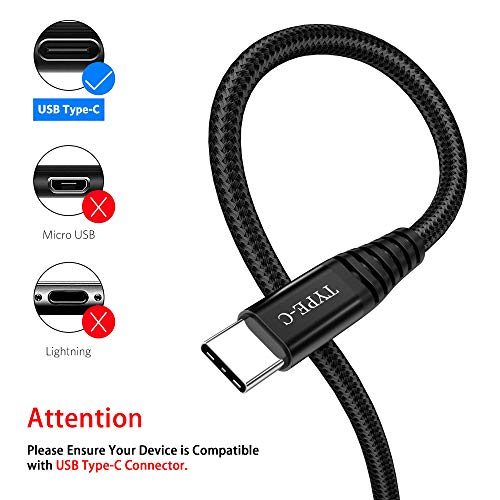 USB Type-C
Micro USB
Lightning
TYPE-C
Attention
Please Ensure Your Device is Compatible
with USB Type-C Connector.